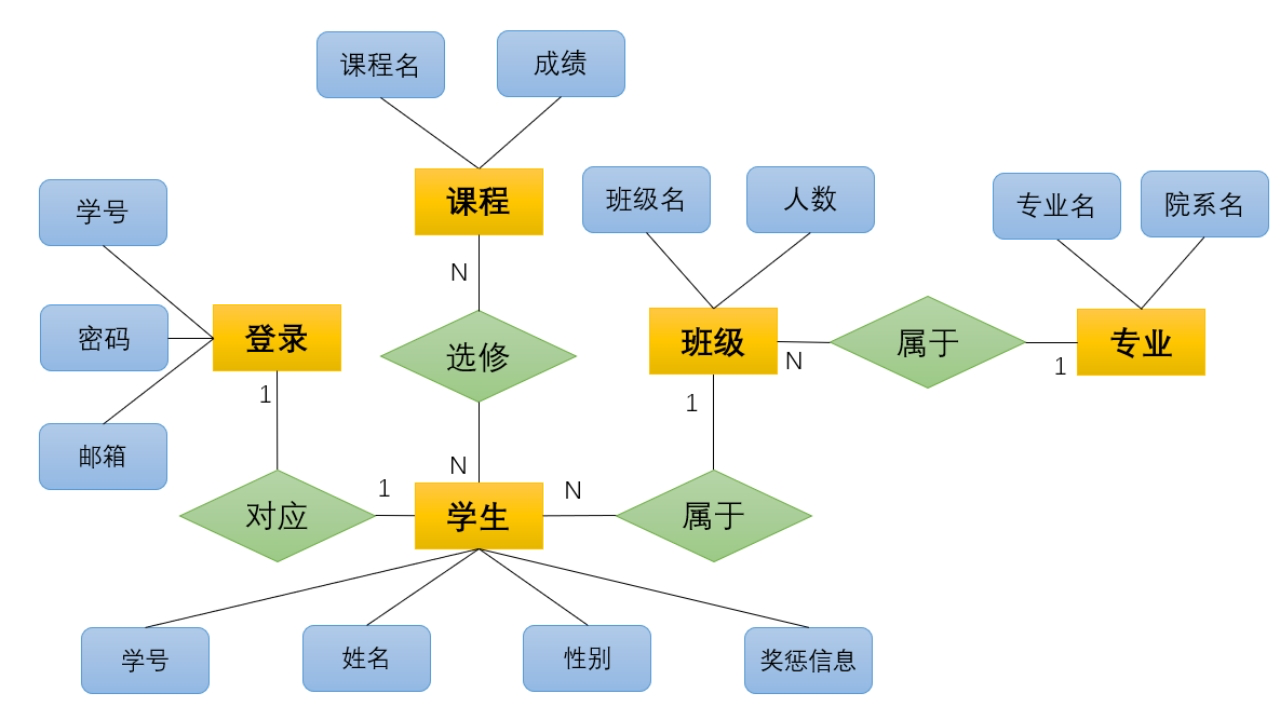 课程名
成绩
学号
课程
班级名
人数
专业名
院系名
N
密码
登录
选修
班级
N
属于
1
专业
1
1
邮箱
N
1
N
对应
学生
属于
学号
姓名
性别
奖惩信息